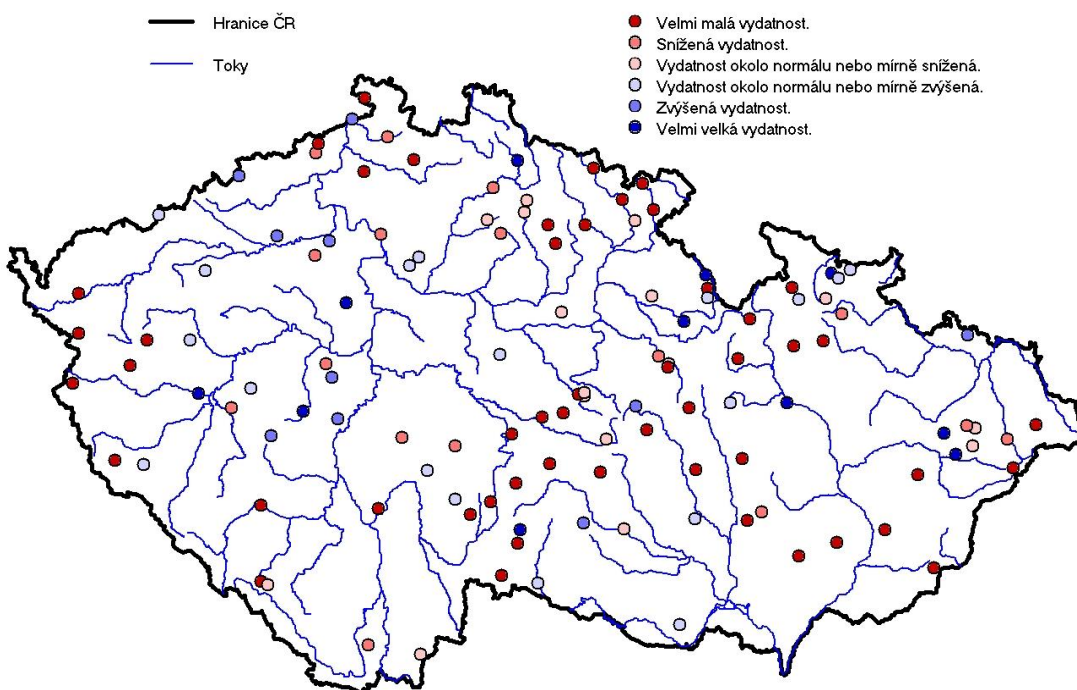 Hranice ČR
Toky
Velmi malá vydatnost.
Snížená vydatnost.
Vydatnost okolo normálu nebo mírně snížená.
Vydatnost okolo normálu nebo mírně zvýšená.
Zvýšená vydatnost.
Velmi velká vydatnost.